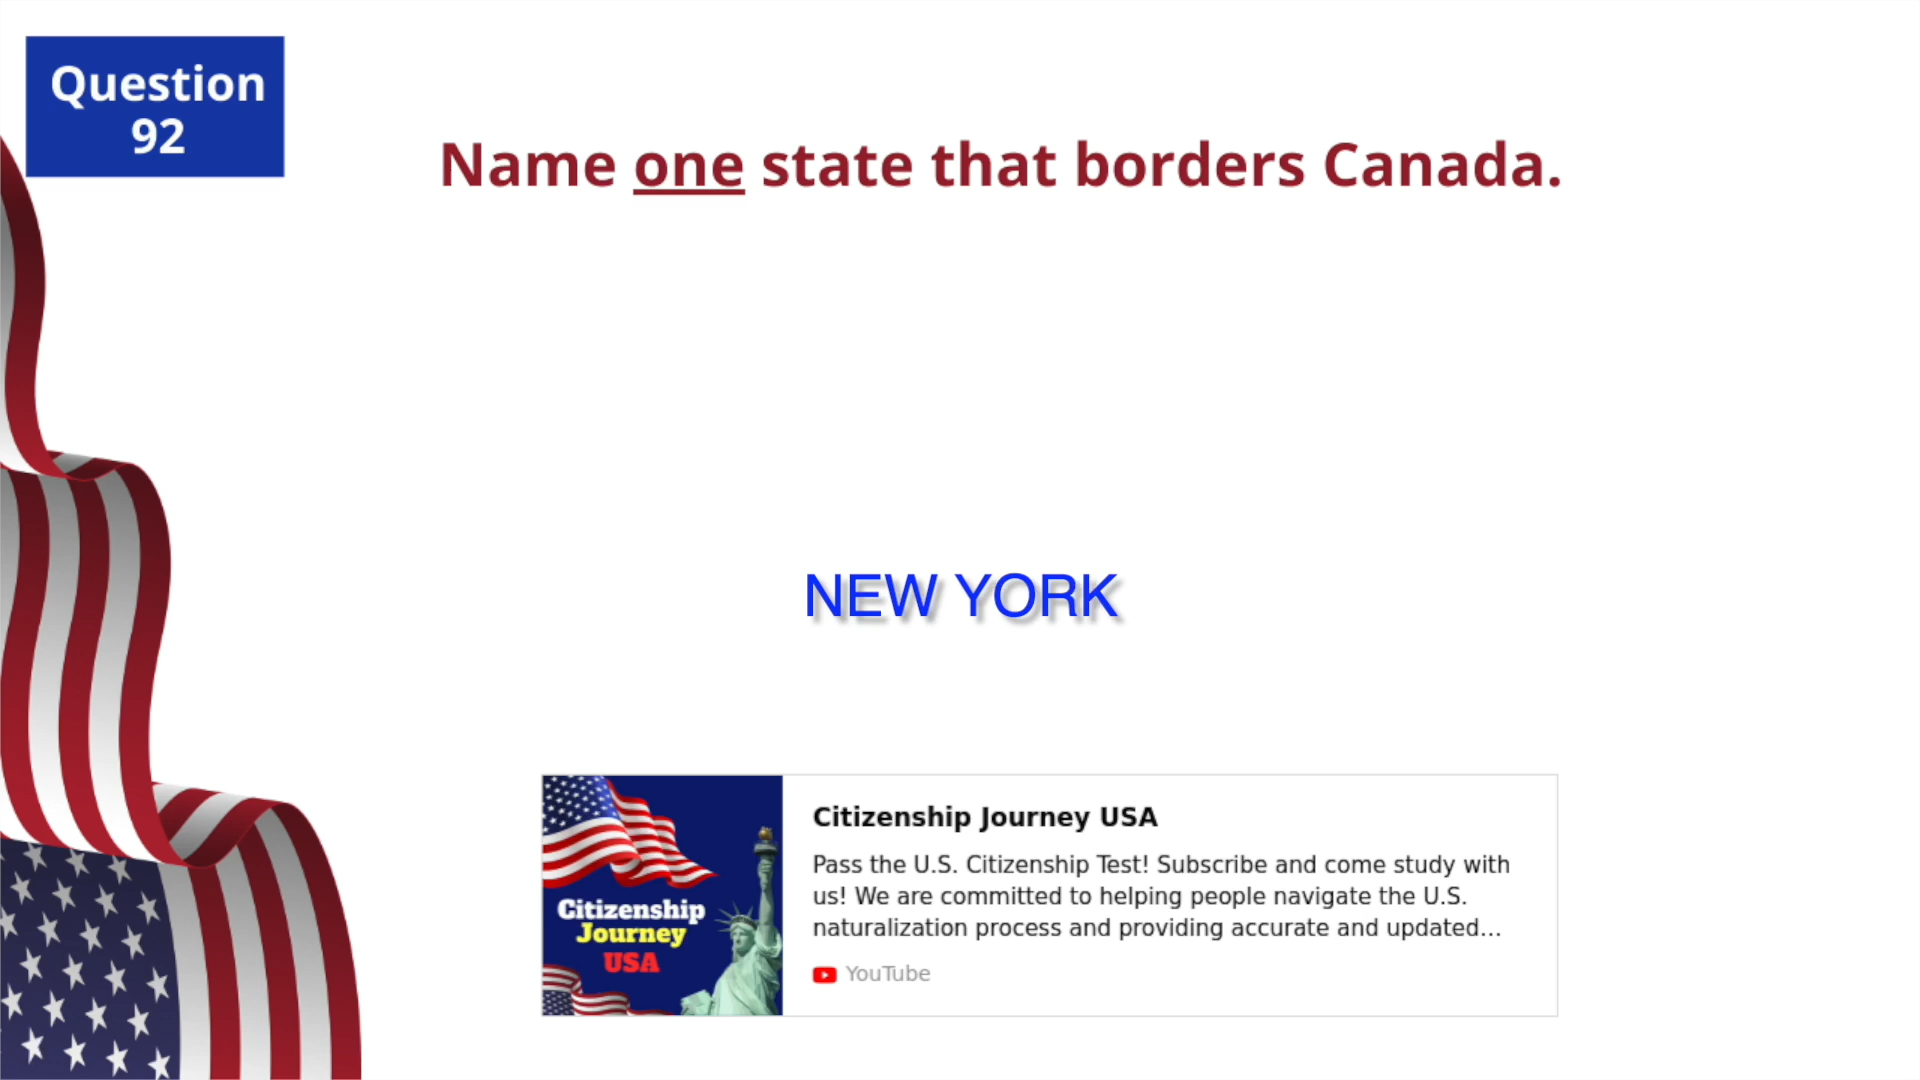 Question
92
Name one state that borders Canada.
NEW YORK
Citizenship
Journey
USA
Citizenship Journey USA
Pass the U.S. Citizenship Test! Subscribe and come study with
us! We are committed to helping people navigate the U.S.
naturalization process and providing accurate and updated...
YouTube